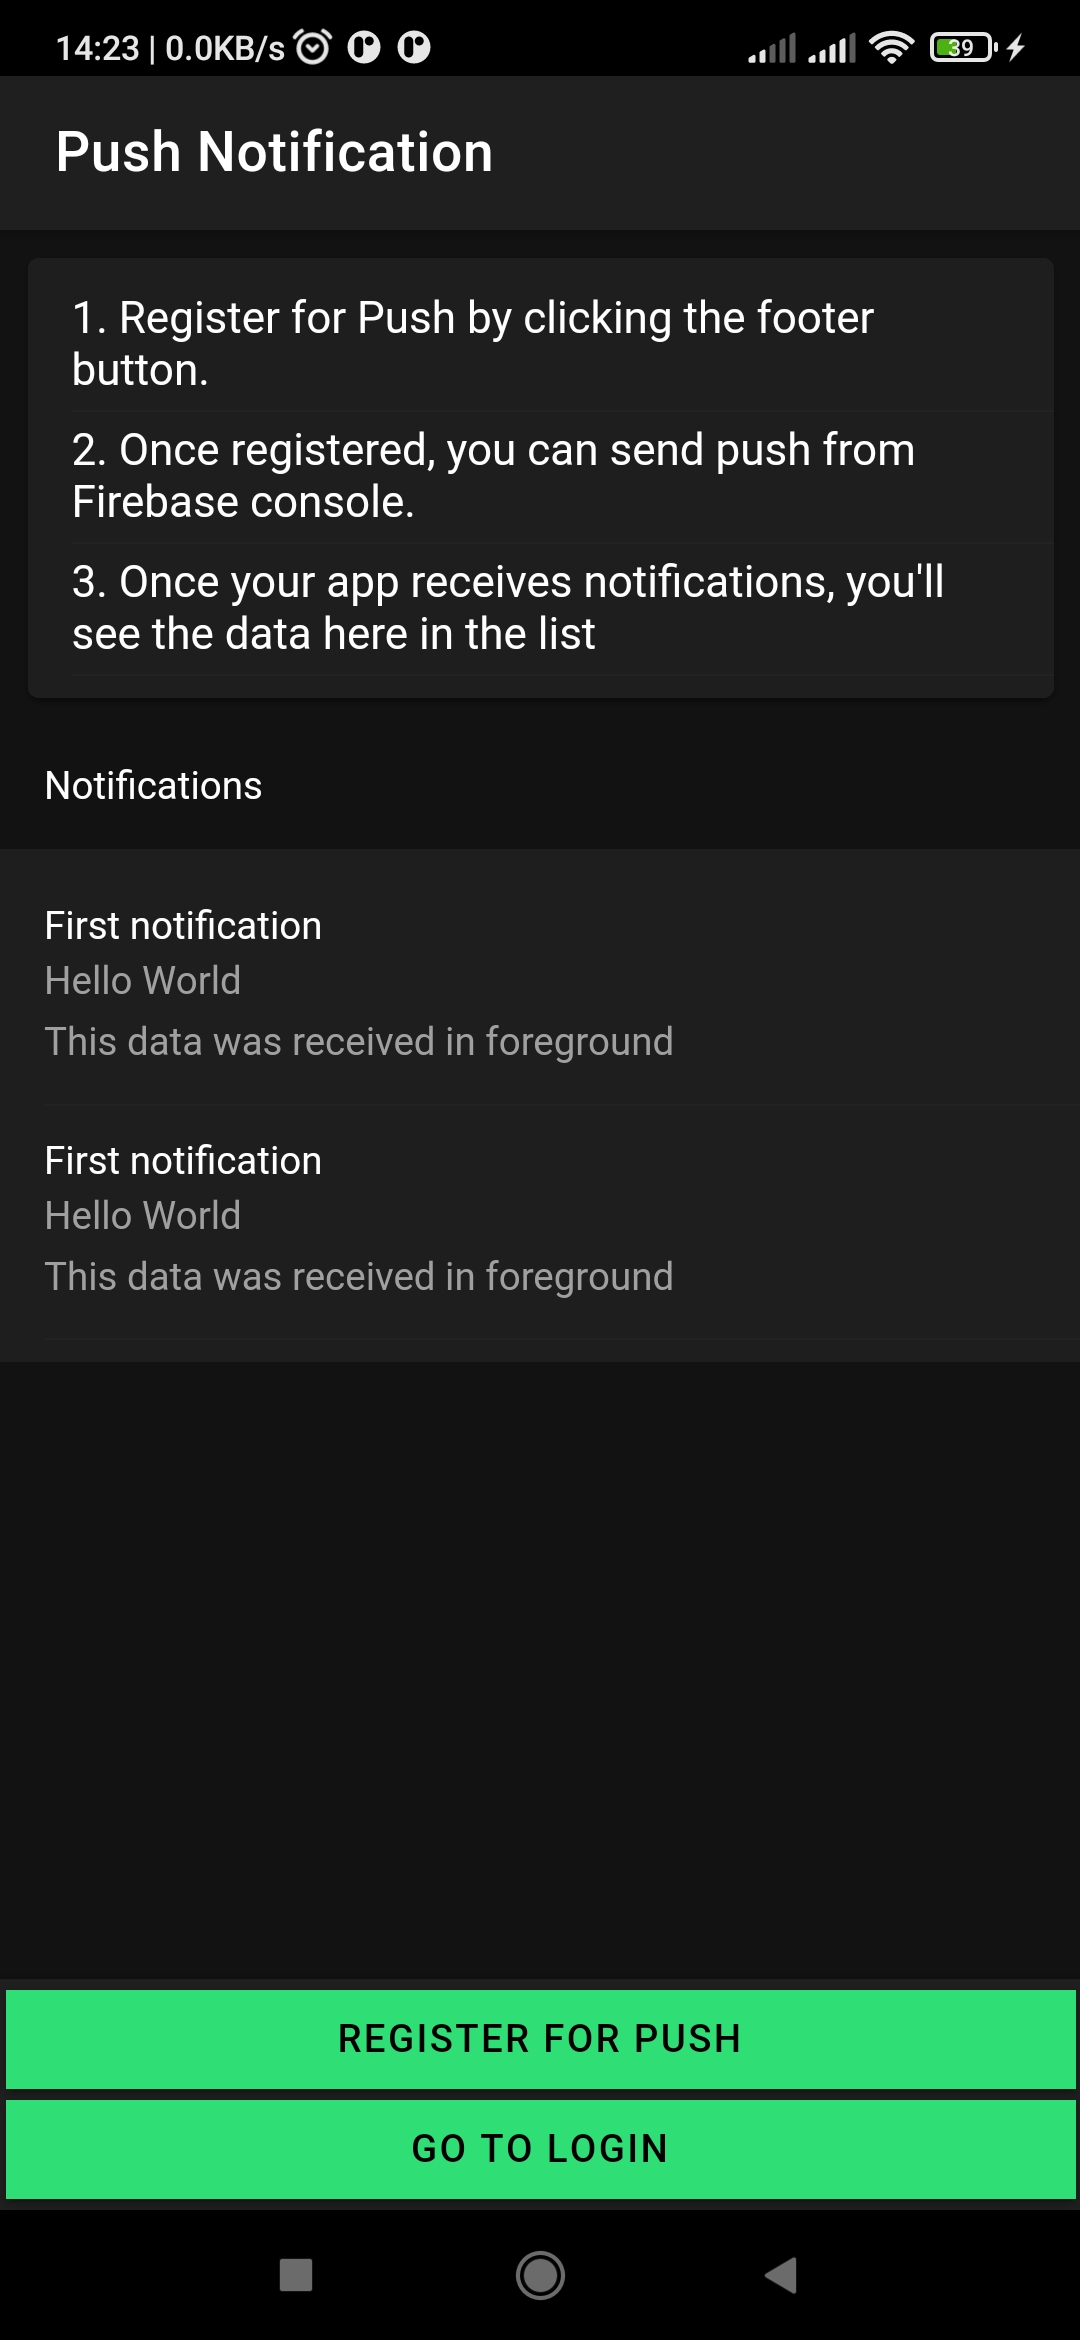 14:23 | 0.0KB/s
39
Push Notification
1. Register for Push by clicking the footer
button.
2. Once registered, you can send push from
Firebase console.
3. Once your app receives notifications, you'll
see the data here in the list
Notifications
First notification
Hello World
This data was received in foreground
First notification
Hello World
This data was received in foreground
REGISTER FOR PUSH
GO TO LOGIN